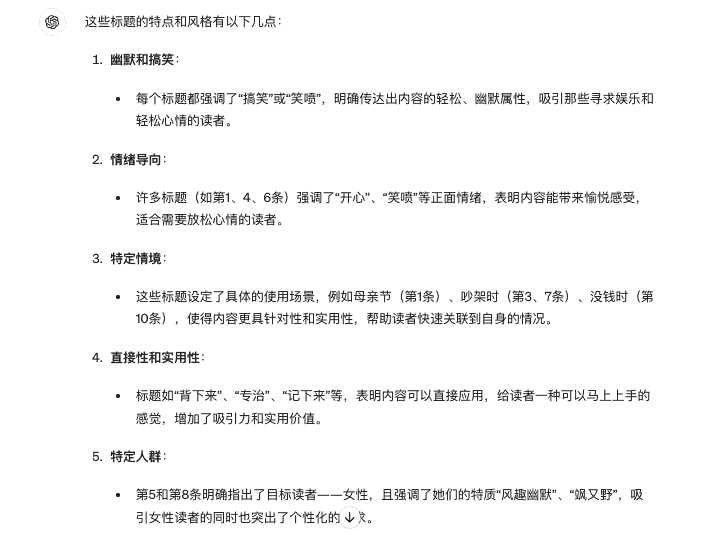 这些标题的特点和风格有以下几点：
1. 幽默和搞笑：
• 每个标题都强调了“搞笑”或“笑喷”，明确传达出内容的轻松、幽默属性，吸引那些寻求娱乐和
轻松心情的读者。
2. 情绪导向：
• 许多标题（如第1、4、6条）强调了“开心”、“笑喷”等正面情绪，表明内容能带来愉悦感受，
适合需要放松心情的读者。
3. 特定情境：
• 这些标题设定了具体的使用场景，例如母亲节（第1条）、吵架时（第3、7条）、没钱时（第
10条），使得内容更具针对性和实用性，帮助读者快速关联到自身的情况。
4. 直接性和实用性：
• 标题如“背下来”、“专治”、“记下来”等，表明内容可以直接应用，给读者一种可以马上上手的
感觉，增加了吸引力和实用价值。
5. 特定人群：
• 第5和第8条明确指出了目标读者——女性，且强调了她们的特质“风趣幽默”、“飒又野”，吸
引女性读者的同时也突出了个性化的求。